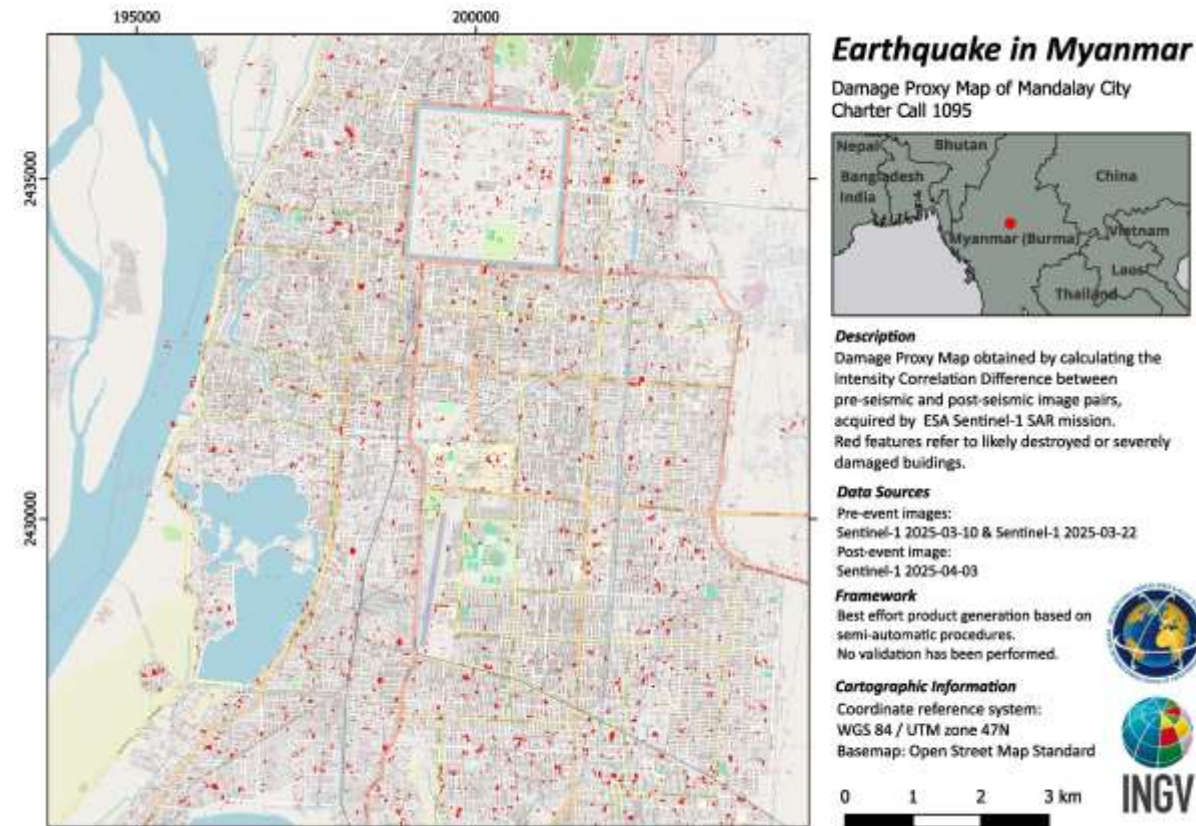 195000
200000
2435000
2430000
Earthquake in Myanmar
Damage Proxy Map of Mandalay City
Charter Call 1095
Nepal
Bhutan
Bangladesh
India
China
Myanmar (Burma)
Vietnam
Laos
Thailand
Description
Damage Proxy Map obtained by calculating the
Intensity Correlation Difference between
pre-seismic and post-seismic image pairs,
acquired by ESA Sentinel-1 SAR mission.
Red features refer to likely destroyed or severely
damaged buidings.
Data Sources
Pre-event images:
Sentinel-1 2025-03-10 & Sentinel-1 2025-03-22
Post-event image:
Sentinel-1 2025-04-03
Framework
Best effort product generation based on
semi-automatic procedures.
No validation has been performed.
Cartographic Information
Coordinate reference system:
WGS 84 / UTM zone 47N
Basemap: Open Street Map Standard
0 1 2 3 km
INGV